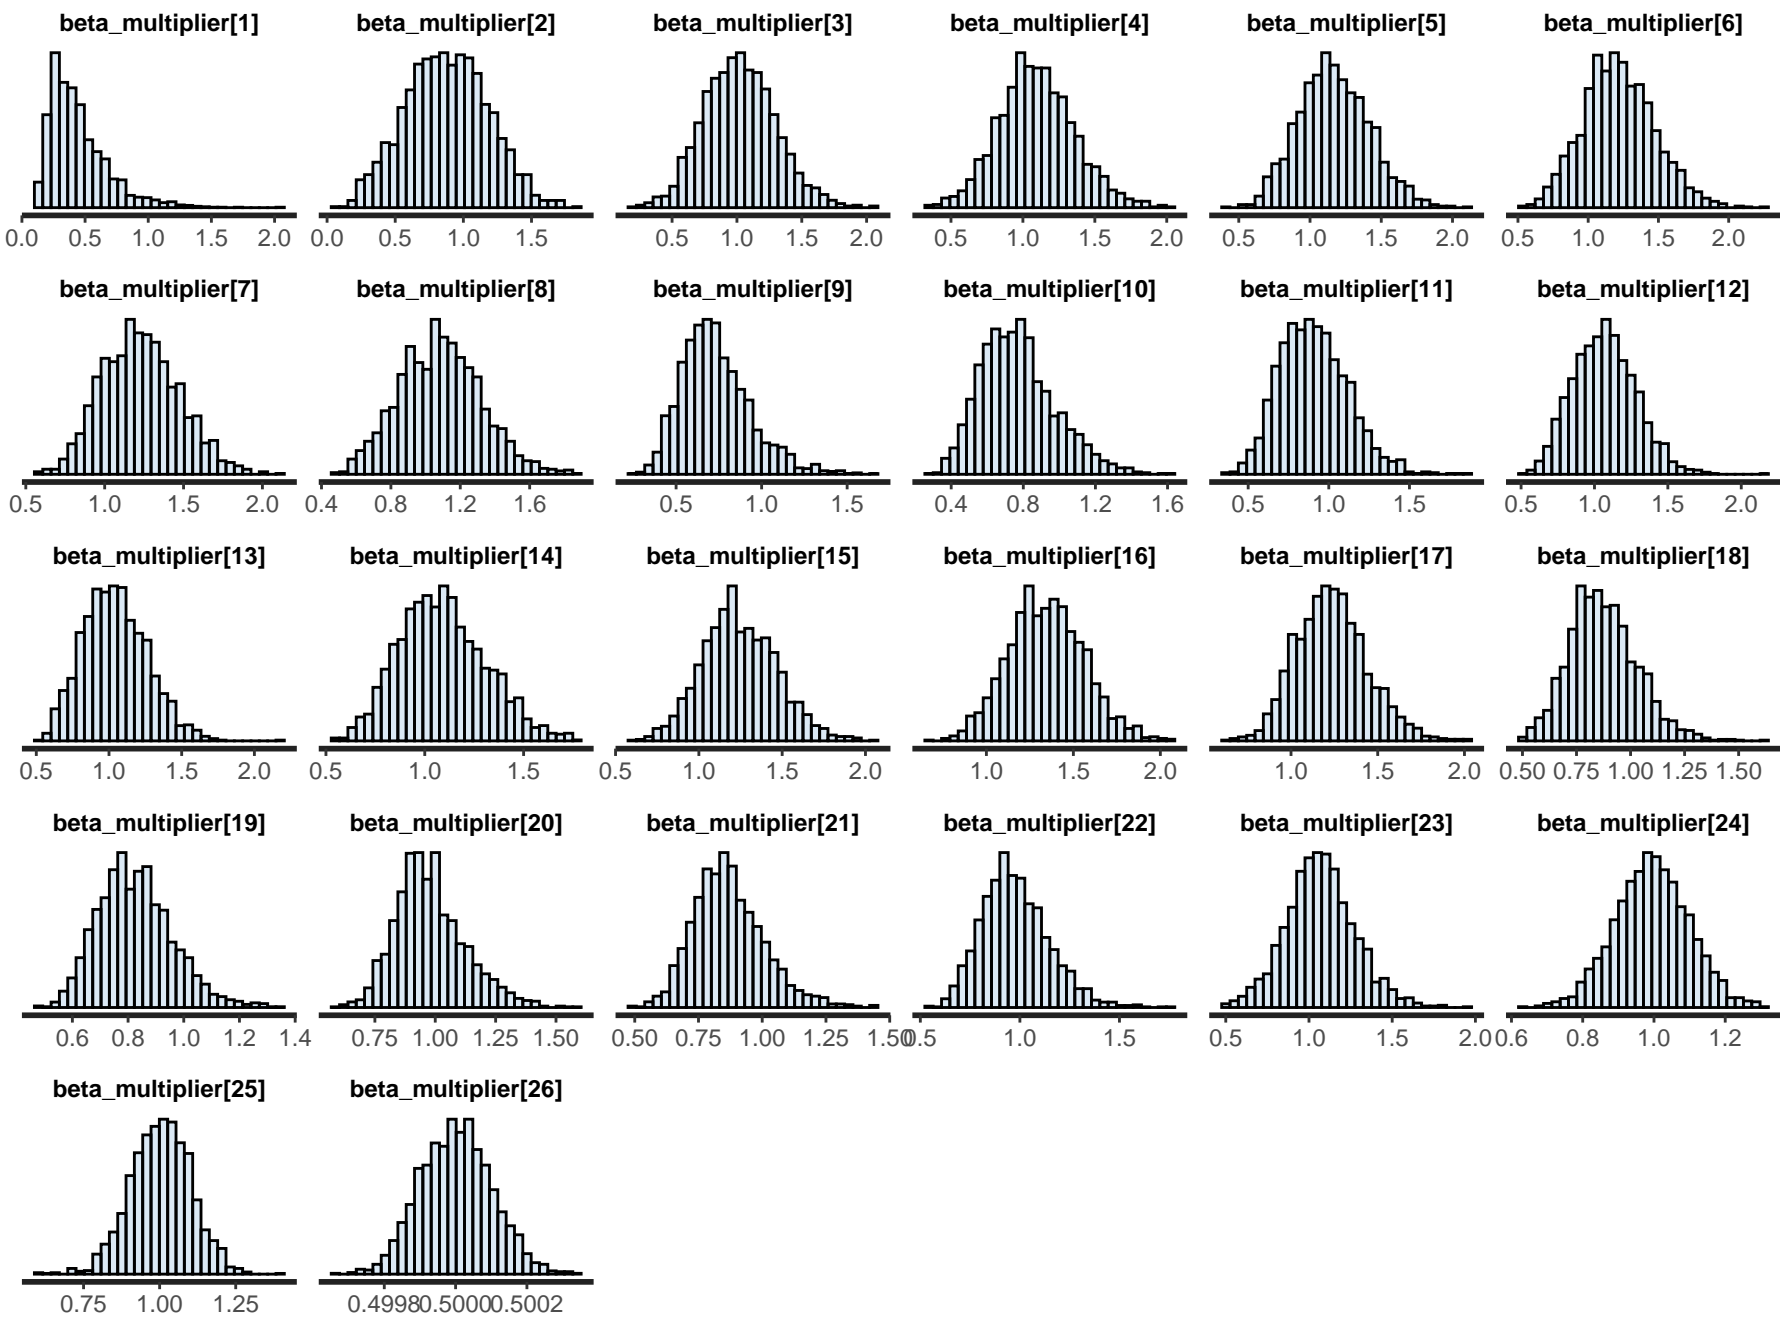 beta_multiplier[1] beta_multiplier[2] beta_multiplier[3] beta_multiplier[4] beta_multiplier[5] beta_multiplier[6]
0.0 0.5 1.0 1.5 2.0 0.0 0.5 1.0 1.5 0.5 1.0 1.5 2.0 0.5 1.0 1.5 2.0 0.5 1.0 1.5 2.0 0.5 1.0 1.5 2.0
beta_multiplier[7] beta_multiplier[8] beta_multiplier[9] beta_multiplier[10] beta_multiplier[11] beta_multiplier[12]
0.5 1.0 1.5 2.0 0.4 0.8 1.2 1.6 0.5 1.0 1.5 0.4 0.8 1.2 1.6 0.5 1.0 1.5 0.5 1.0 1.5 2.0
beta_multiplier[13] beta_multiplier[14] beta_multiplier[15] beta_multiplier[16] beta_multiplier[17] beta_multiplier[18]
0.5 1.0 1.5 2.0 0.5 1.0 1.5 0.5 1.0 1.5 2.0 1.0 1.5 2.0 1.0 1.5 2.0 0.50 0.75 1.00 1.25 1.50
beta_multiplier[19] beta_multiplier[20] beta_multiplier[21] beta_multiplier[22] beta_multiplier[23] beta_multiplier[24]
0.6 0.8 1.0 1.2 1.4 0.75 1.00 1.25 1.50 0.50 0.75 1.00 1.25 1.50 0.5 1.0 1.5 0.5 1.0 1.5 2.0 0.6 0.8 1.0 1.2
beta_multiplier[25] beta_multiplier[26]
0.75 1.00 1.25 0.4998 0.5000 0.5002